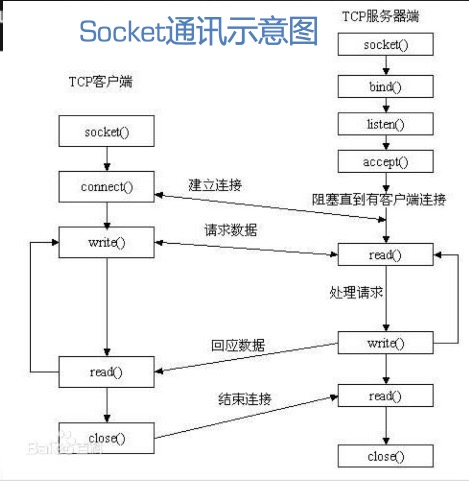 Socket通讯示意图
TCP服务器端
socket()
bind()
listen()
accept()
阻塞直到有客户端连接
TCP客户端
socket()
connect()
建立连接
write()
请求数据
read()
处理请求
回应数据
write()
read()
结束连接
read()
close()
close()
Baidu百科